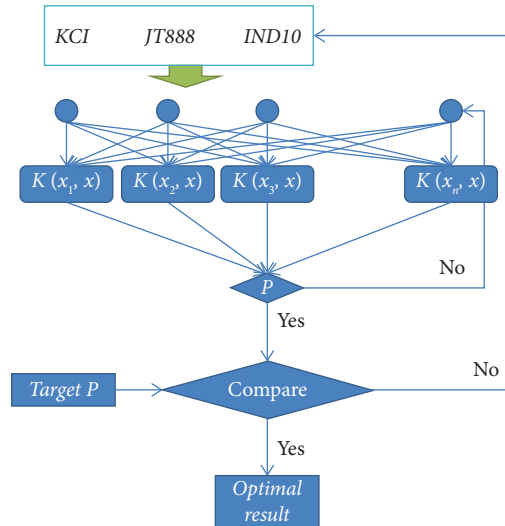 KCI JT888 IND10
K (x₁, x) K (x₂, x) K (x₃, x) K (xₙ, x)
No
P
Yes
Target P Compare No
Yes
Optimal
result